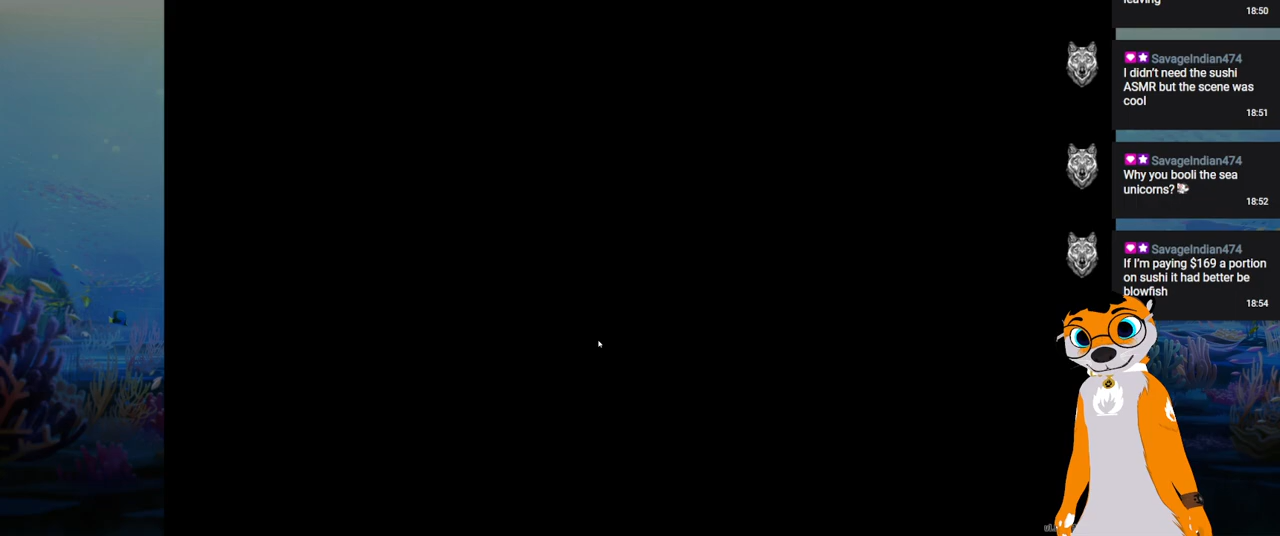 leaving
18:50
SavageIndian474
I didn't need the sushi
ASMR but the scene was
cool
18:51
SavageIndian474
Why you booli the sea
unicorns?
18:52
SavageIndian474
If I'm paying $169 a portion
on sushi it had better be
blowfish
18:54